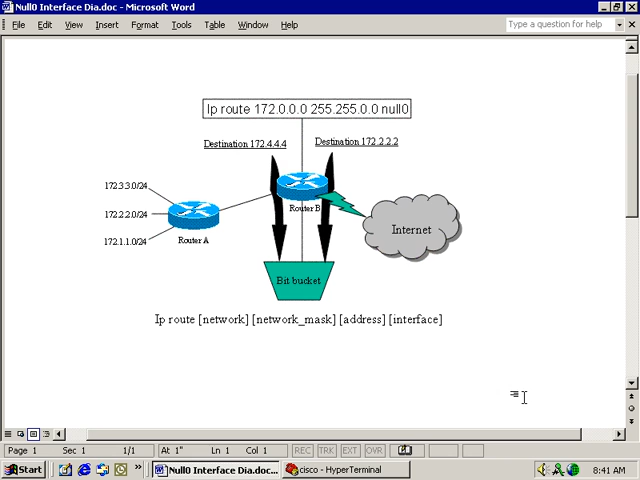 Null0 Interface Dia.doc - Microsoft Word
File Edit View Insert Format Tools Table Window Help
Type a question for help
Ip route 172.0.0.0 255.255.0.0 null0
Destination 172.4.4.4
Destination 172.2.2.2
172.3.3.0/24
172.2.2.0/24
172.1.1.0/24
Router A
Router B
Internet
Bit bucket
Ip route [network] [network_mask] [address] [interface]
Page 1 Sec 1 1/1 At 1" Ln 1 Col 1 REC TRK EXT OVR
Start Null0 Interface Dia.doc... cisco - HyperTerminal 8:41 AM